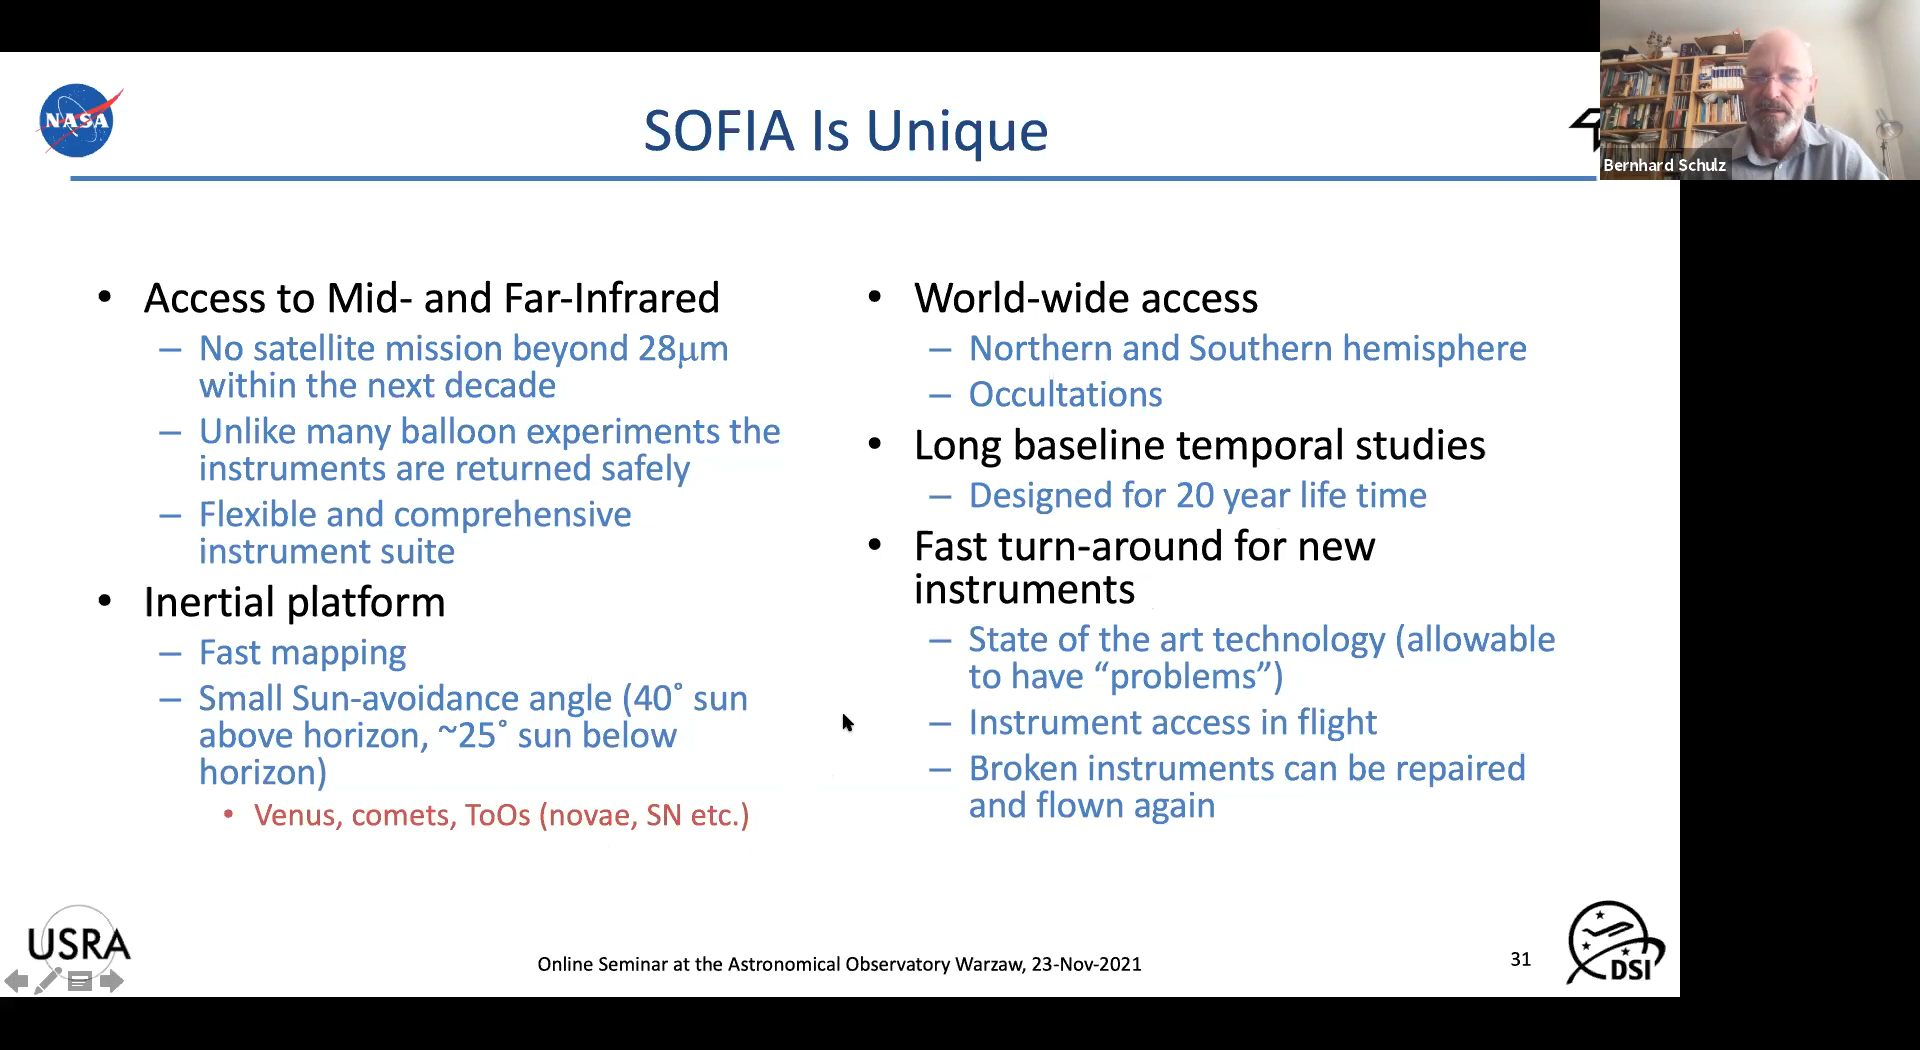 NASA
SOFIA Is Unique
Bernhard Schulz
• Access to Mid- and Far-Infrared
– No satellite mission beyond 28μm
within the next decade
– Unlike many balloon experiments the
instruments are returned safely
– Flexible and comprehensive
instrument suite
• Inertial platform
– Fast mapping
– Small Sun-avoidance angle (40˚ sun
above horizon, ~25˚ sun below
horizon)
• Venus, comets, ToOs (novae, SN etc.)
• World-wide access
– Northern and Southern hemisphere
– Occultations
• Long baseline temporal studies
– Designed for 20 year life time
• Fast turn-around for new
instruments
– State of the art technology (allowable
to have “problems”)
– Instrument access in flight
– Broken instruments can be repaired
and flown again
USRA
Online Seminar at the Astronomical Observatory Warzaw, 23-Nov-2021
31
DSI